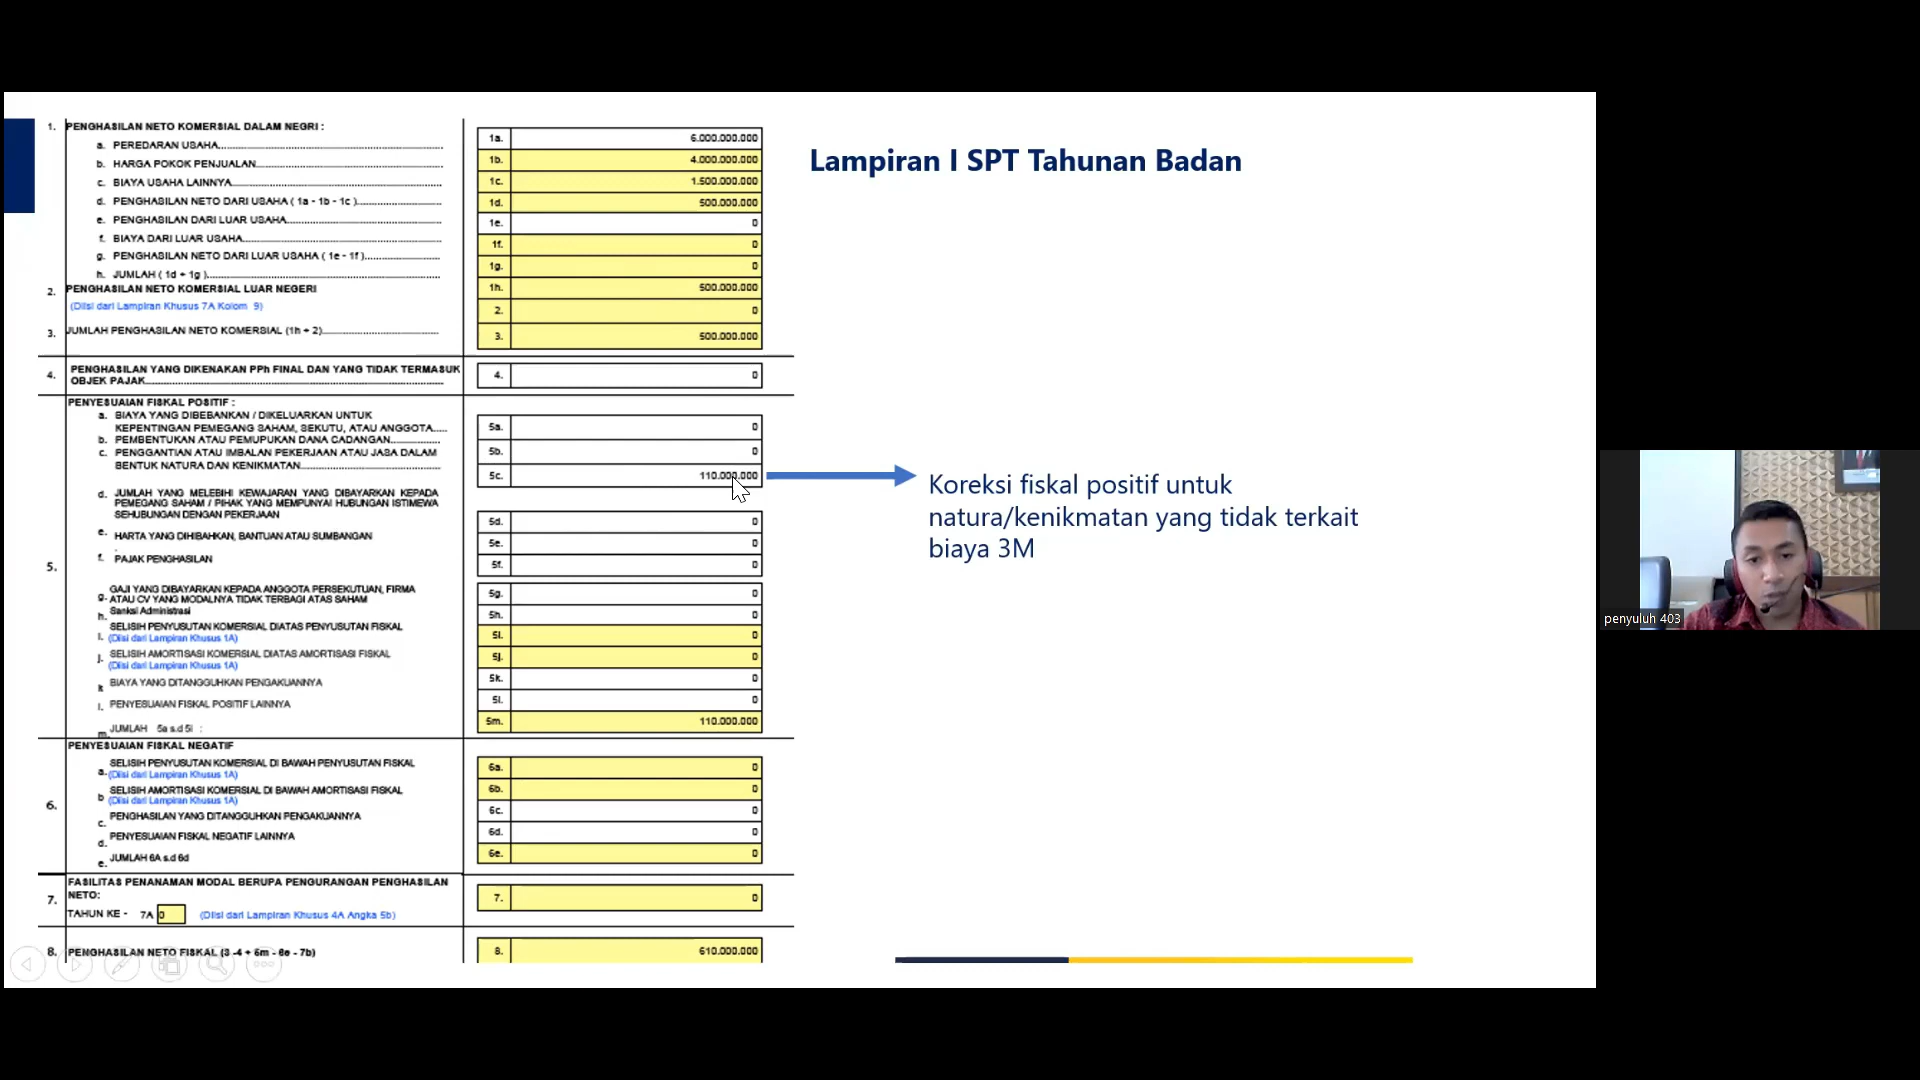 Lampiran I SPT Tahunan Badan
1. PENGHASILAN NETO KOMERSIAL DALAM NEGRI :
a. PEREDARAN USAHA 1a. 6.000.000.000
b. HARGA POKOK PENJUALAN 1b. 4.000.000.000
c. BIAYA USAHA LAINNYA 1c. 1.500.000.000
d. PENGHASILAN NETO DARI USAHA ( 1a - 1b - 1c ) 1d. 500.000.000
e. PENGHASILAN DARI LUAR USAHA 1e. 0
f. BIAYA DARI LUAR USAHA 1f. 0
g. PENGHASILAN NETO DARI LUAR USAHA ( 1e - 1f ) 1g. 0
h. JUMLAH ( 1d + 1g ) 1h. 500.000.000
2. PENGHASILAN NETO KOMERSIAL LUAR NEGERI 2. 0
(Diisi dari Lampiran Khusus 7A Kolom 9)
3. JUMLAH PENGHASILAN NETO KOMERSIAL (1h + 2) 3. 500.000.000
4. PENGHASILAN YANG DIKENAKAN PPh FINAL DAN YANG TIDAK TERMASUK
OBJEK PAJAK 4. 0
5. PENYESUAIAN FISKAL POSITIF :
a. BIAYA YANG DIBEBANKAN / DIKELUARKAN UNTUK
KEPENTINGAN PEMEGANG SAHAM, SEKUTU, ATAU ANGGOTA 5a. 0
b. PEMBENTUKAN ATAU PEMUPUKAN DANA CADANGAN 5b. 0
c. PENGGANTIAN ATAU IMBALAN PEKERJAAN ATAU JASA DALAM
BENTUK NATURA DAN KENIKMATAN 5c. 110.000.000
Koreksi fiskal positif untuk
natura/kenikmatan yang tidak terkait
biaya 3M
d. JUMLAH YANG MELEBIHI KEWAJARAN YANG DIBAYARKAN KEPADA
PEMEGANG SAHAM / PIHAK YANG MEMPUNYAI HUBUNGAN ISTIMEWA
SEHUBUNGAN DENGAN PEKERJAAN 5d. 0
e. HARTA YANG DIHIBAHKAN, BANTUAN ATAU SUMBANGAN 5e. 0
f. PAJAK PENGHASILAN 5f. 0
g. GAJI YANG DIBAYARKAN KEPADA ANGGOTA PERSEKUTUAN, FIRMA
ATAU CV YANG MODALNYA TIDAK TERBAGI ATAS SAHAM 5g. 0
h. Sanksi Administrasi 5h. 0
i. SELISIH PENYUSUTAN KOMERSIAL DIATAS PENYUSUTAN FISKAL 5i. 0
(Diisi dari Lampiran Khusus 1A)
j. SELISIH AMORTISASI KOMERSIAL DIATAS AMORTISASI FISKAL 5j. 0
(Diisi dari Lampiran Khusus 1A)
k BIAYA YANG DITANGGUHKAN PENGAKUANNYA 5k. 0
l. PENYESUAIAN FISKAL POSITIF LAINNYA 5l. 0
m. JUMLAH 5a s.d 5l : 5m. 110.000.000
6. PENYESUAIAN FISKAL NEGATIF
a. SELISIH PENYUSUTAN KOMERSIAL DI BAWAH PENYUSUTAN FISKAL 6a. 0
(Diisi dari Lampiran Khusus 1A)
b SELISIH AMORTISASI KOMERSIAL DI BAWAH AMORTISASI FISKAL 6b. 0
(Diisi dari Lampiran Khusus 1A)
c. PENGHASILAN YANG DITANGGUHKAN PENGAKUANNYA 6c. 0
d. PENYESUAIAN FISKAL NEGATIF LAINNYA 6d. 0
e. JUMLAH 6A s.d 6d 6e. 0
7. FASILITAS PENANAMAN MODAL BERUPA PENGURANGAN PENGHASILAN
NETO: 7. 0
TAHUN KE - 7A 0 (Diisi dari Lampiran Khusus 4A Angka 5b)
8. PENGHASILAN NETO FISKAL (3 -4 + 5m - 6e - 7b) 8. 610.000.000
penyuluh 403